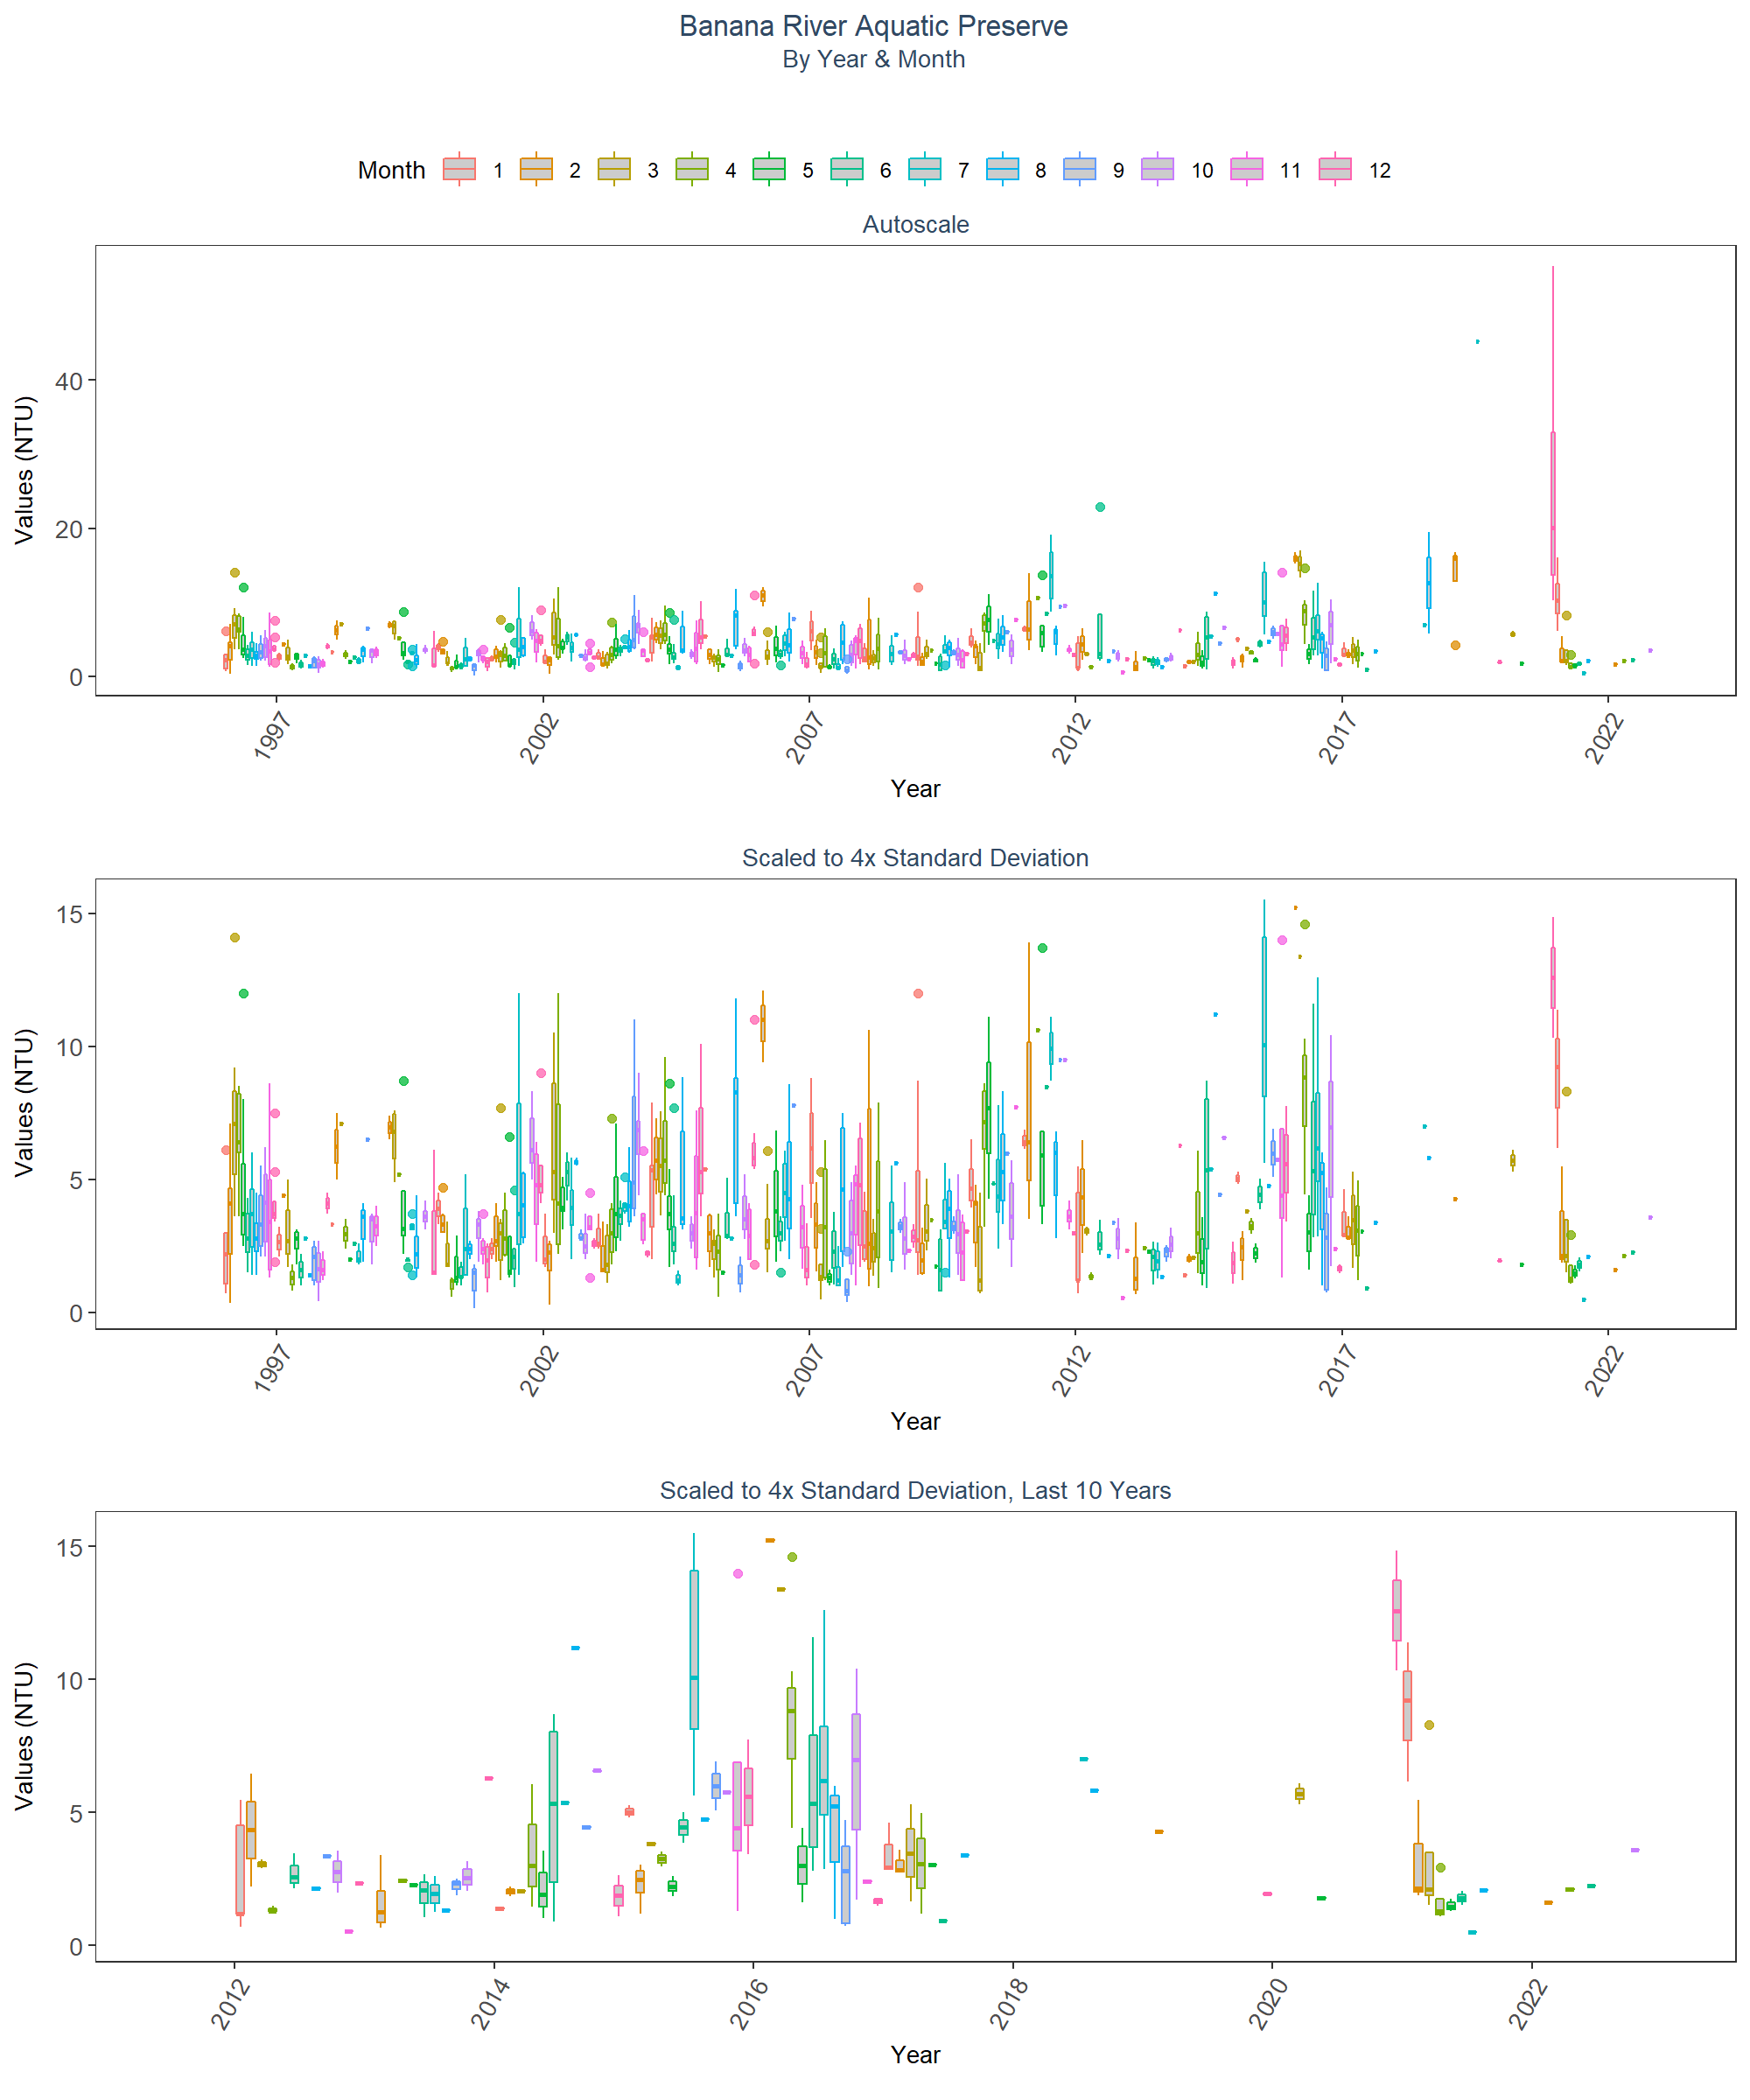 Banana River Aquatic Preserve
By Year & Month
Month 1 2 3 4 5 6 7 8 9 10 11 12
Autoscale
Values (NTU)
40
20
0
1997 2002 2007 2012 2017 2022
Year
Scaled to 4x Standard Deviation
Values (NTU)
15
10
5
0
1997 2002 2007 2012 2017 2022
Year
Scaled to 4x Standard Deviation, Last 10 Years
Values (NTU)
15
10
5
0
2012 2014 2016 2018 2020 2022
Year